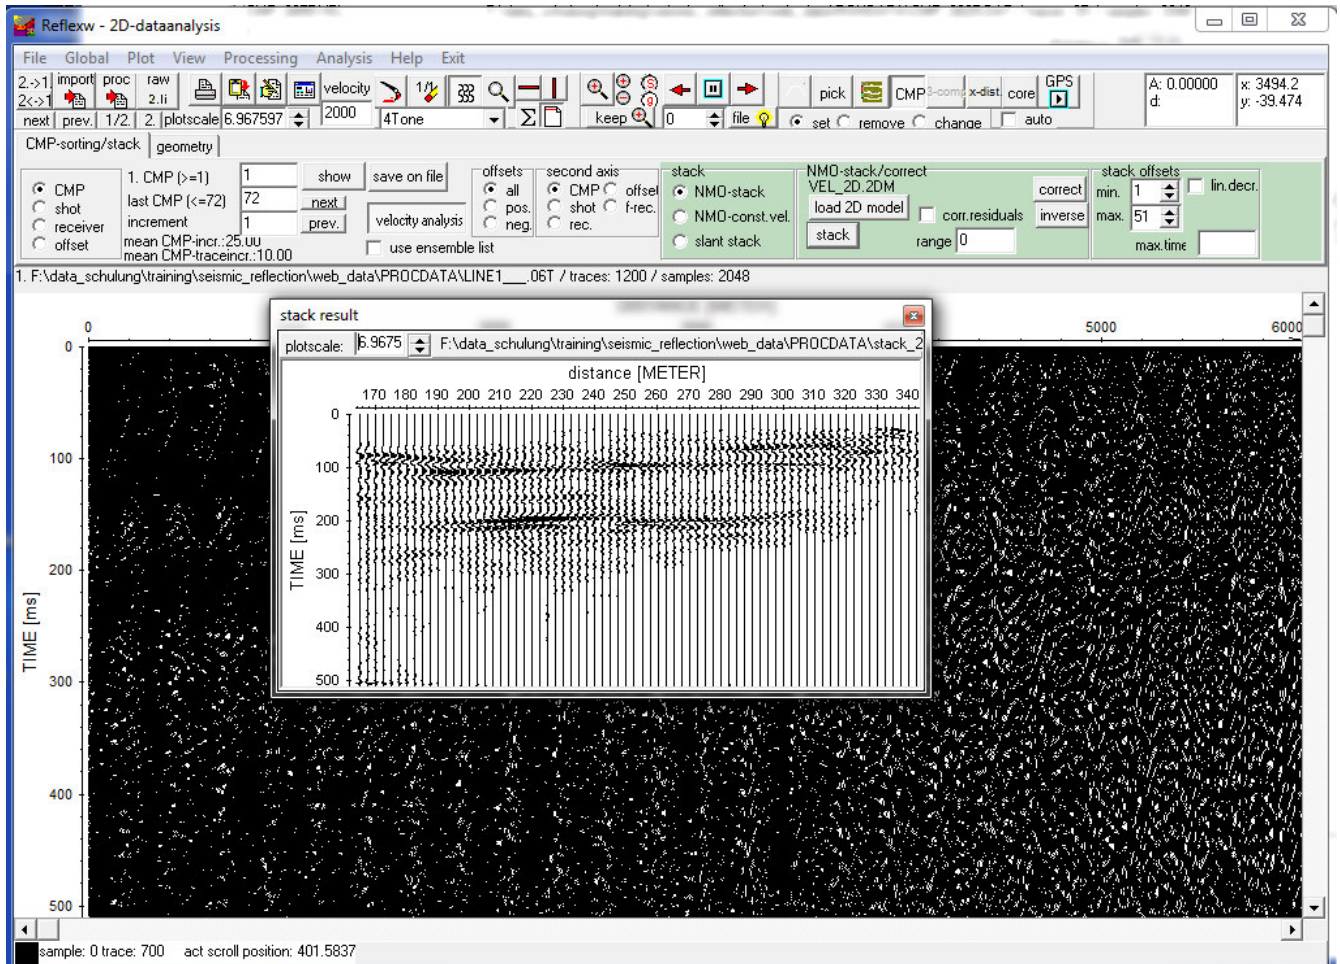 Reflexw - 2D-dataanalysis
File Global Plot View Processing Analysis Help Exit
2.->1 import proc raw velocity 1/2 pick CMP 3-comp x-dist. core GPS A: 0.00000 x: 3494.2
2<->1 2.li d: y: -39.474
next prev. 1/2. 2. plotscale 6.967597 2000 4Tone Σ keep 0 file set remove change auto
CMP-sorting/stack geometry
CMP 1. CMP (>=1) 1 show save on file offsets second axis stack NMO-stack/correct stack offsets
shot last CMP (<=72) 72 next all CMP offset NMO-stack VEL_2D.2DM correct min. 1 lin.decr.
receiver increment 1 prev. velocity analysis pos. shot f-rec. NMO-const.vel. load 2D model corr.residuals inverse max. 51
offset mean CMP-incr.:25.00 use ensemble list neg. rec. slant stack stack range 0 max.time
mean CMP-traceincr.:10.00
1. F:\data_schulung\training\seismic_reflection\web_data\PROCDATA\LINE1___.06T / traces: 1200 / samples: 2048
stack result
plotscale: 6.9675 F:\data_schulung\training\seismic_reflection\web_data\PROCDATA\stack_2
distance [METER]
170 180 190 200 210 220 230 240 250 260 270 280 290 300 310 320 330 340
0
100
200
300
400
500
TIME [ms]
0 5000 6000
0
100
200
300
400
500
TIME [ms]
sample: 0 trace: 700 act scroll position: 401.5837